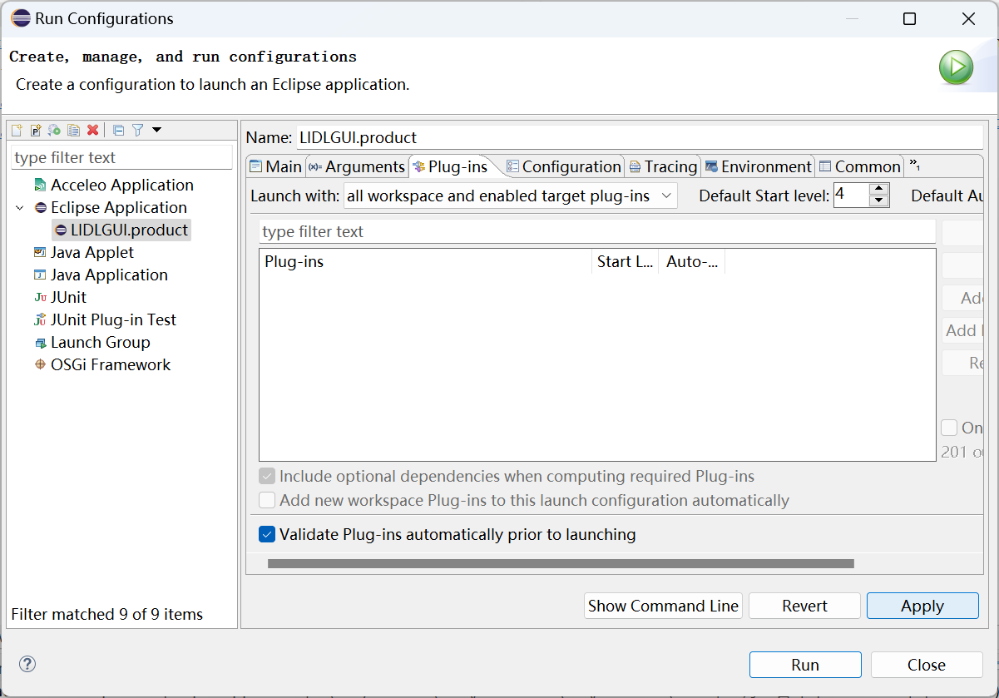 Run Configurations
Create, manage, and run configurations
Create a configuration to launch an Eclipse application.
type filter text
Acceleo Application
Eclipse Application
LIDLGUI.product
Java Applet
Java Application
JUnit
JUnit Plug-in Test
Launch Group
OSGi Framework
Filter matched 9 of 9 items
Name: LIDLGUI.product
Main (x)= Arguments Plug-ins Configuration Tracing Environment Common »1
Launch with: all workspace and enabled target plug-ins Default Start level: 4 Default Au
type filter text
Plug-ins Start L... Auto-...
Add
Add
Re
On
201 o
Include optional dependencies when computing required Plug-ins
Add new workspace Plug-ins to this launch configuration automatically
Validate Plug-ins automatically prior to launching
Show Command Line Revert Apply
Run Close